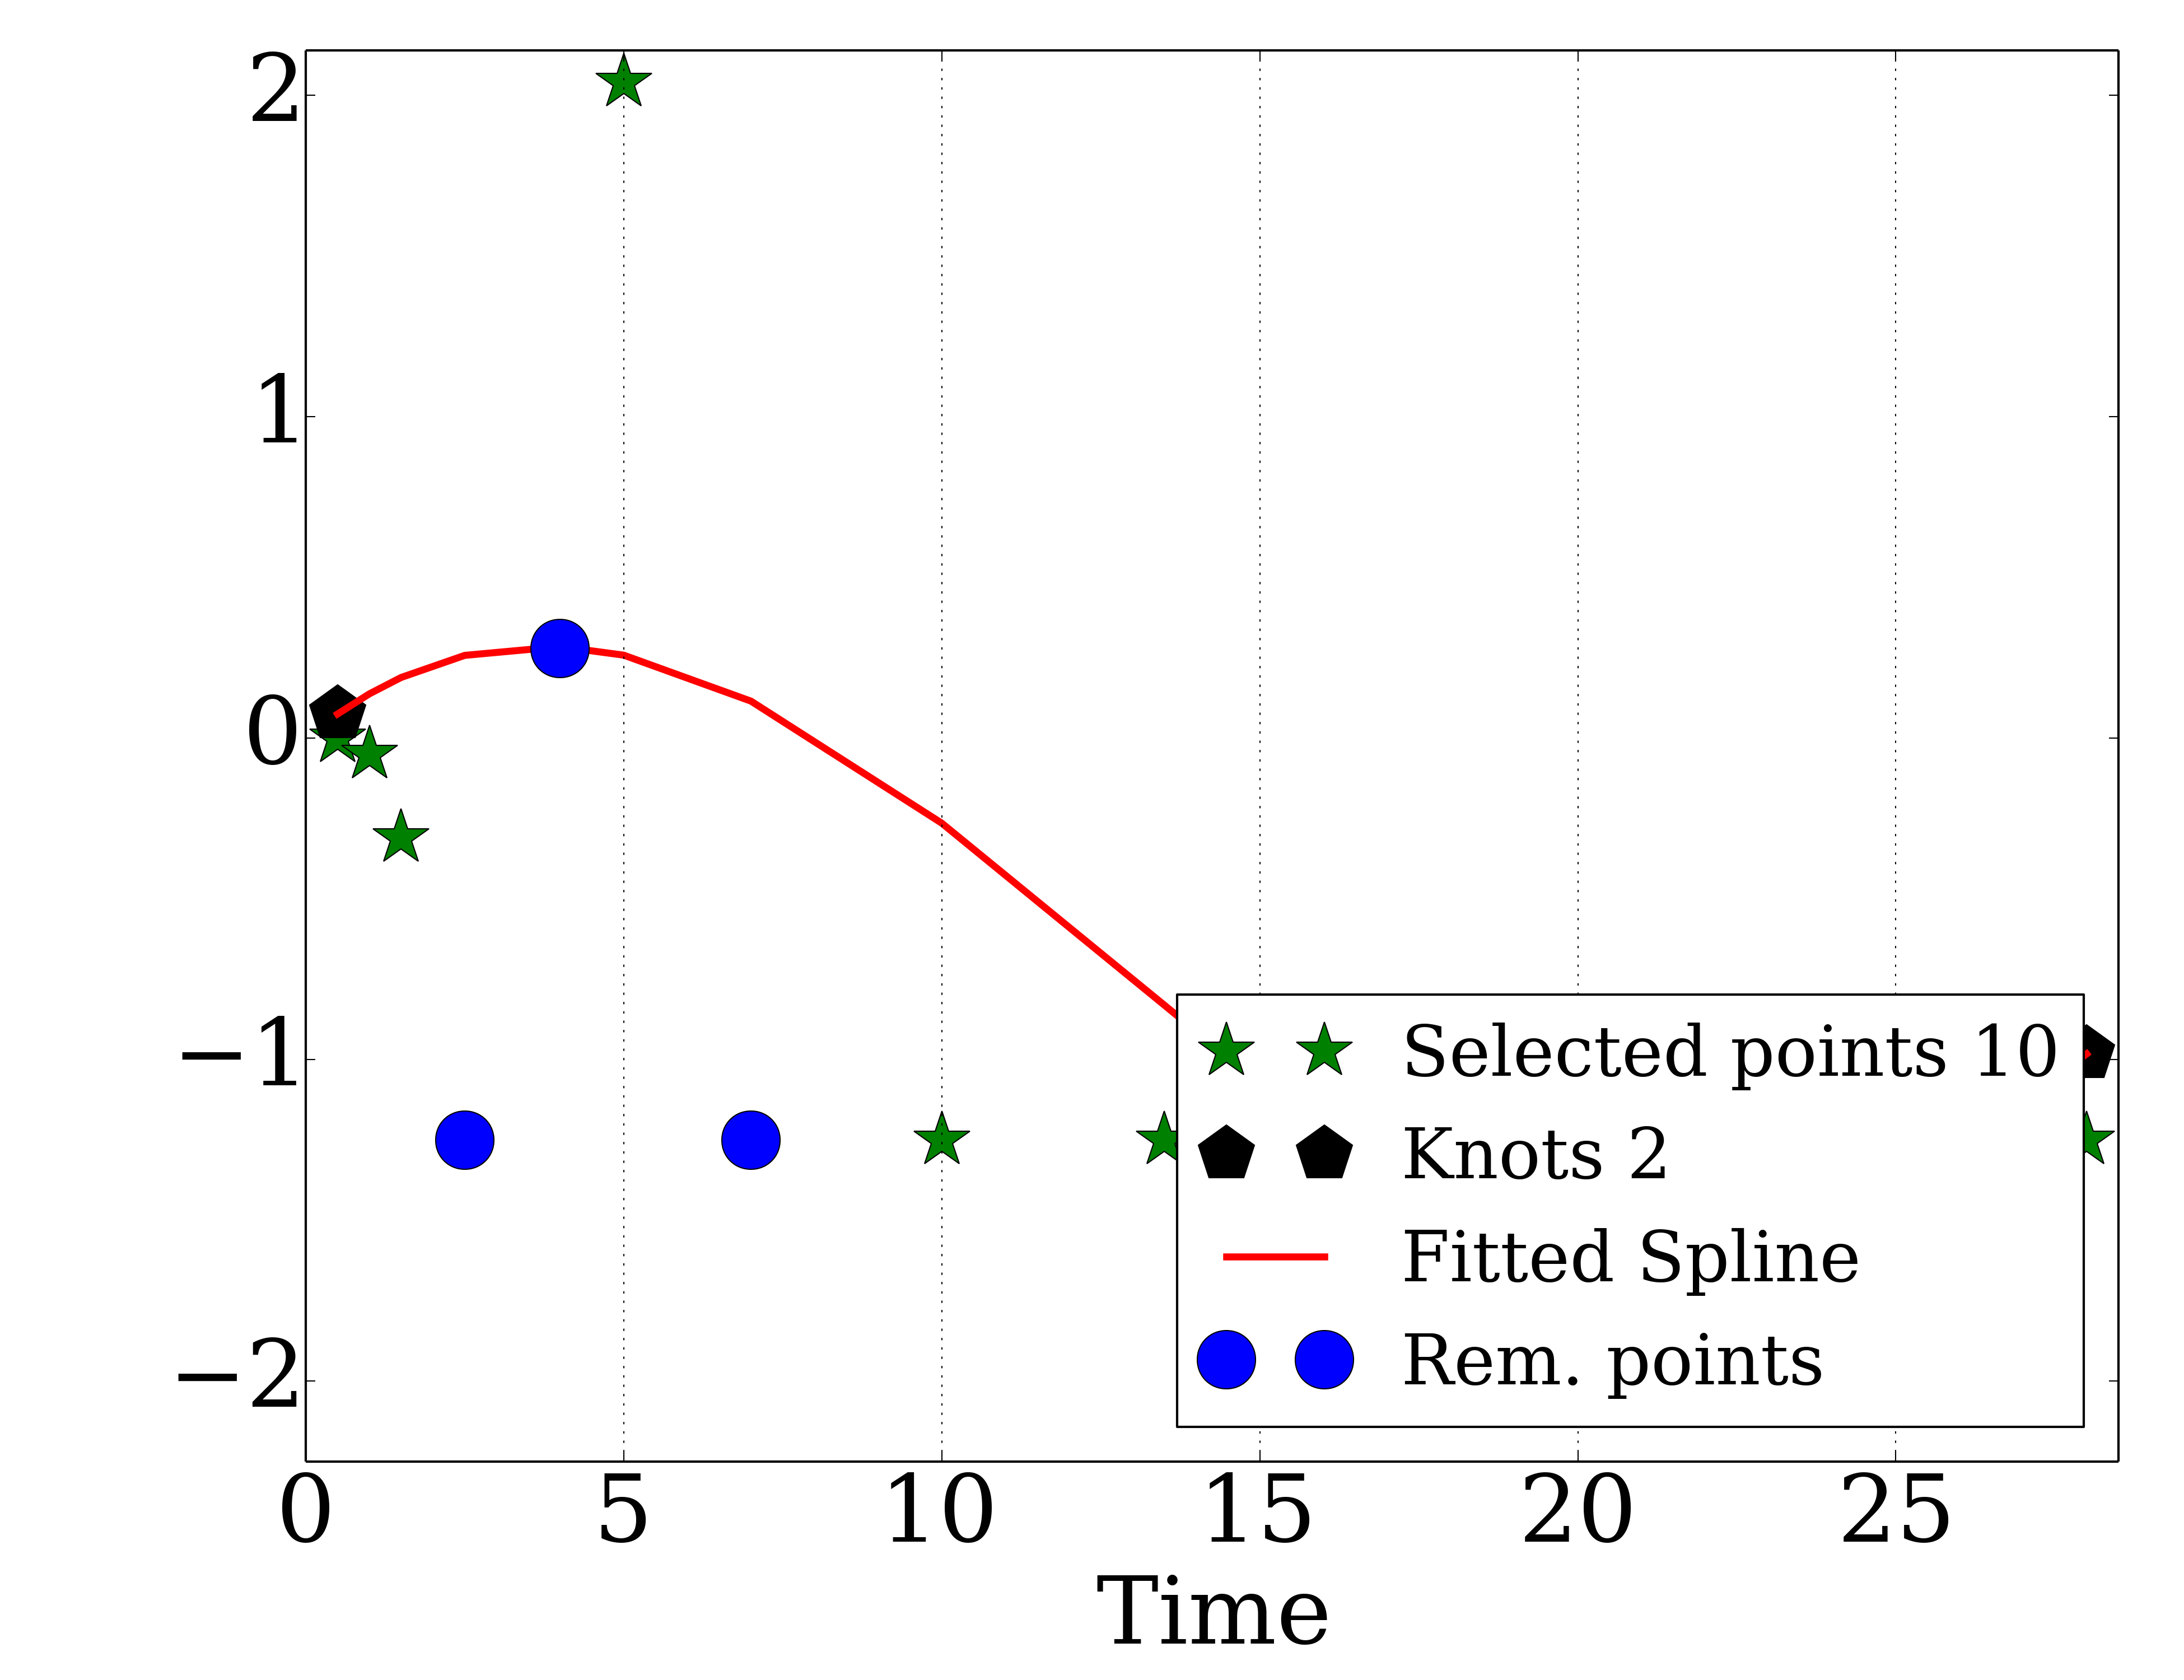 2
1
0
−1
−2
Selected points 10
Knots 2
Fitted Spline
Rem. points
0 5 10 15 20 25
Time